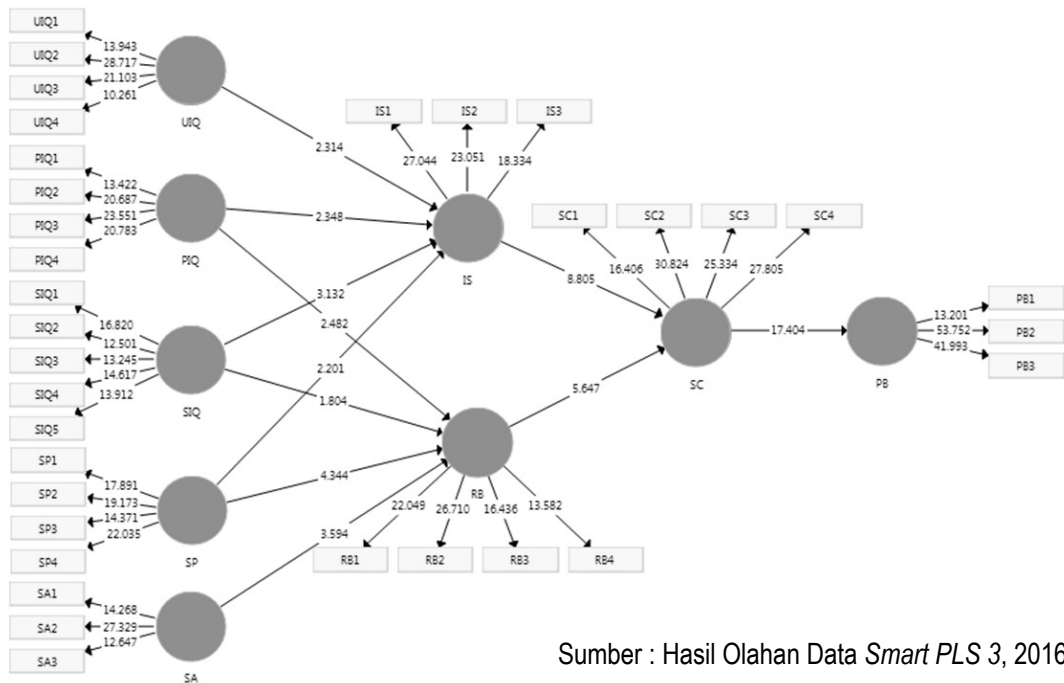 UIQ1
13.943
UIQ2
28.717
UIQ3
21.103
UIQ4
10.261
UIQ
2.314
PIQ1
13.422
PIQ2
20.687
PIQ3
23.551
PIQ4
20.783
PIQ
2.348
2.482
SIQ1
16.820
SIQ2
12.501
SIQ3
13.245
SIQ4
14.617
SIQ5
13.912
SIQ
3.132
1.804
SP1
17.891
SP2
19.173
SP3
14.371
SP4
22.035
SP
2.201
4.344
SA1
14.268
SA2
27.329
SA3
12.647
SA
3.594
IS1
IS2
IS3
27.044
23.051
18.334
IS
8.805
RB
22.049
26.710
16.436
13.582
RB1
RB2
RB3
RB4
5.647
SC1
SC2
SC3
SC4
16.406
30.824
25.334
27.805
SC
17.404
PB
PB1
13.201
PB2
53.752
PB3
41.993
Sumber : Hasil Olahan Data Smart PLS 3, 2016